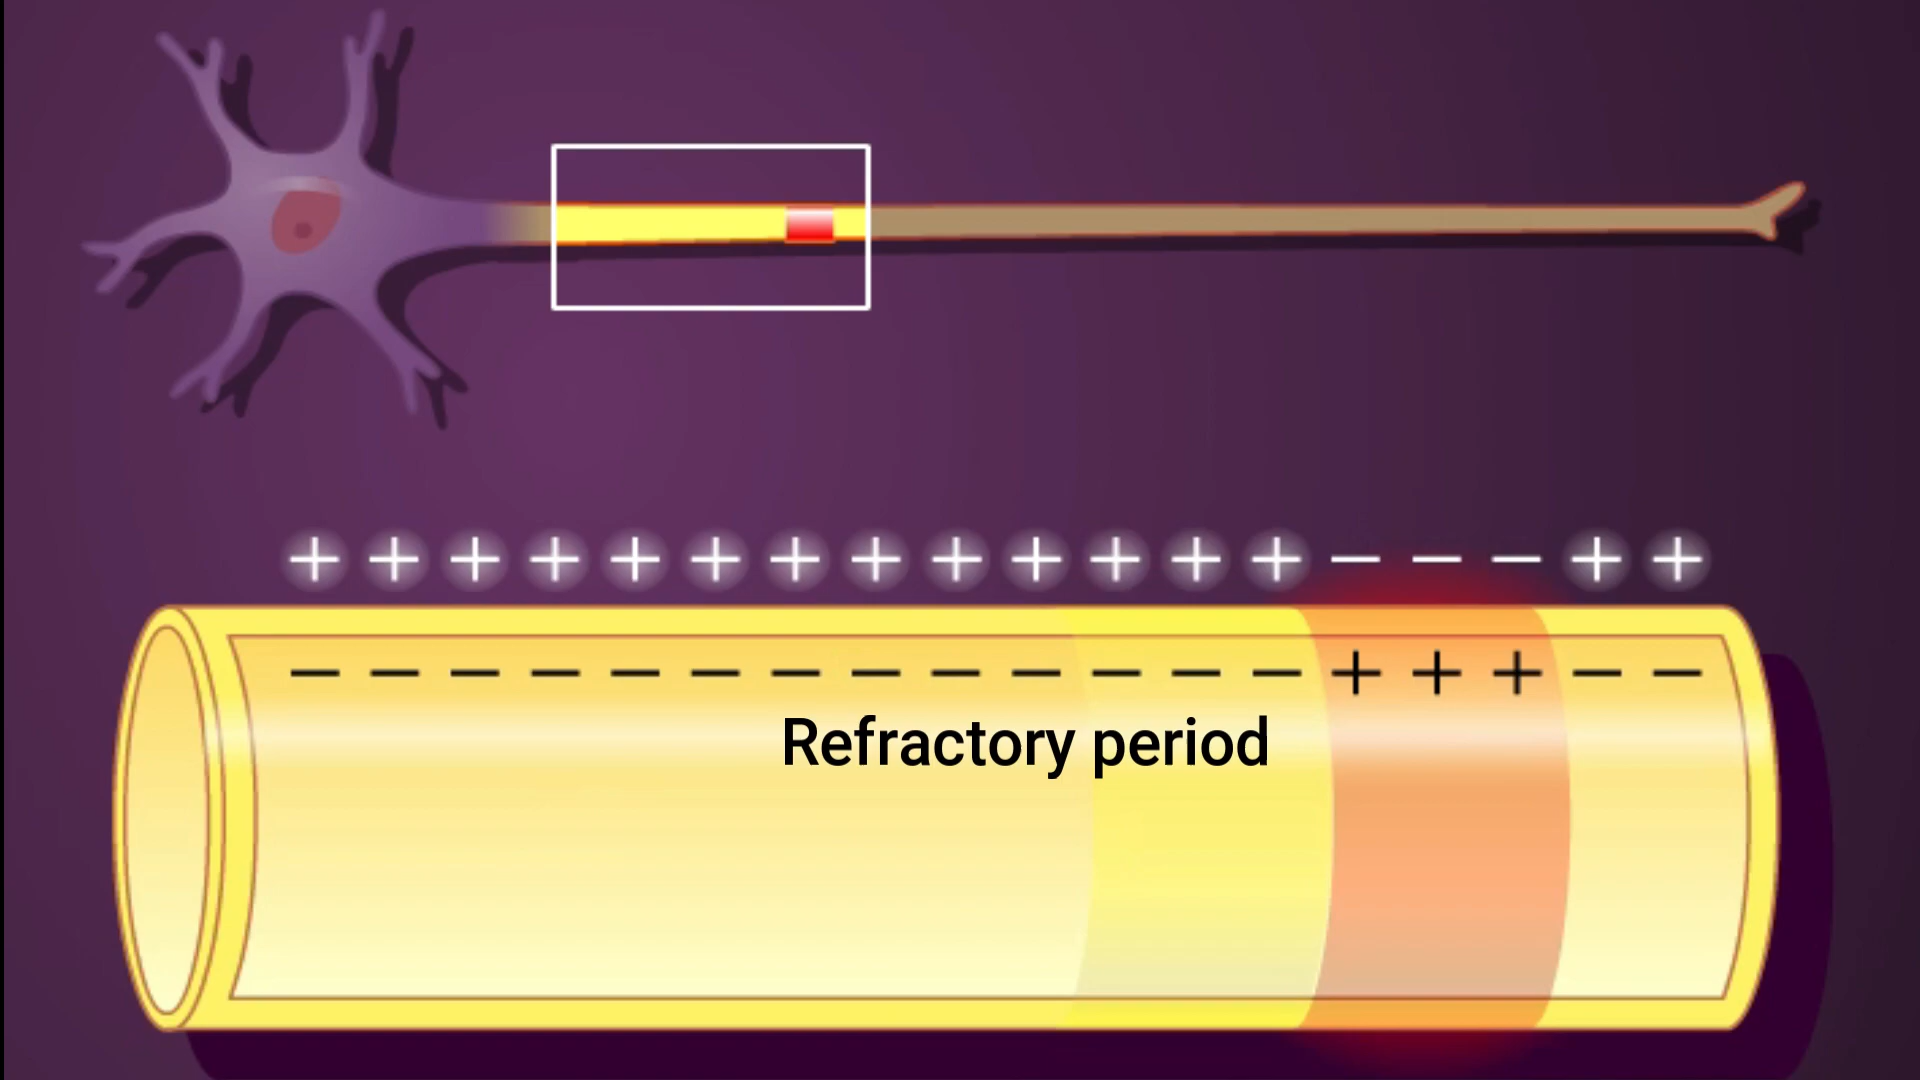 + + + + + + + + + + + + + − − − + +
− − − − − − − − − − − − − + + + − −
Refractory period